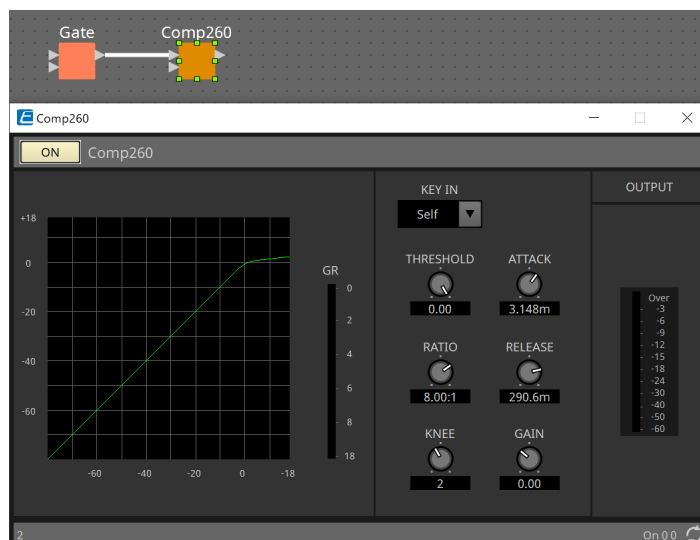 Gate Comp260
Comp260
ON Comp260
KEY IN
Self
OUTPUT
+18
0
-20
-40
-60
-60 -40 -20 0 -18
GR
0
2
4
6
8
18
THRESHOLD ATTACK
0.00 3.148m
RATIO RELEASE
8.00:1 290.6m
KNEE GAIN
2 0.00
Over
-3
-6
-9
-12
-15
-18
-24
-30
-40
-50
-60
2 On 0 0